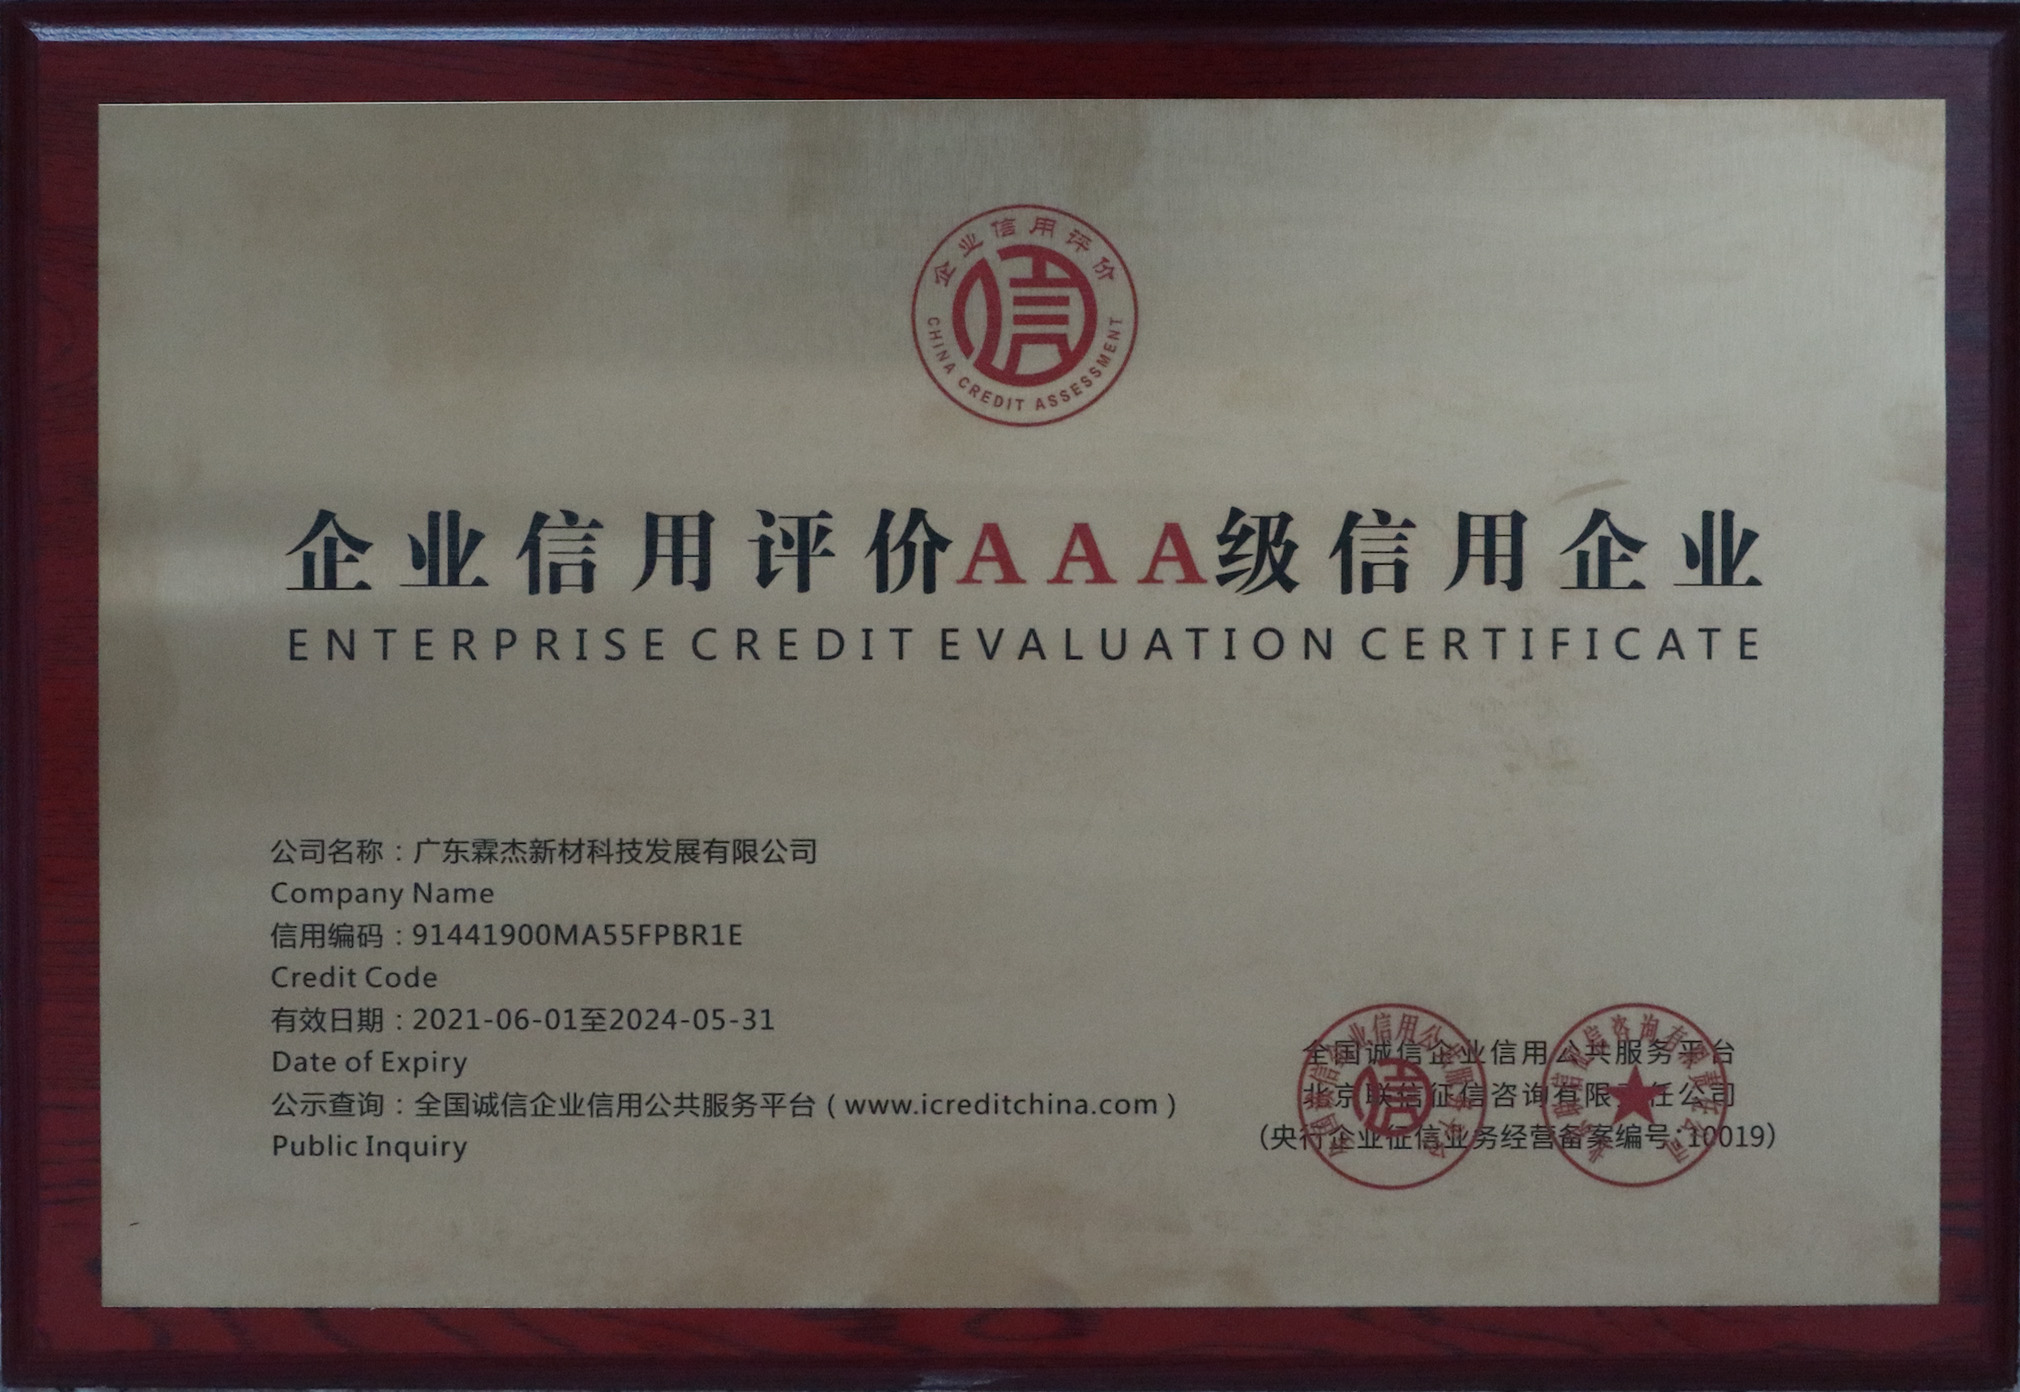 企业信用评价
CHINA CREDIT ASSESSMENT
信
企业信用评价AAA级信用企业
ENTERPRISE CREDIT EVALUATION CERTIFICATE
公司名称：广东霖杰新材科技发展有限公司
Company Name
信用编码：91441900MA55FPBR1E
Credit Code
有效日期：2021-06-01至2024-05-31
Date of Expiry
公示查询：全国诚信企业信用公共服务平台（www.icreditchina.com）
Public Inquiry
全国诚信企业信用公共服务平台
北京联信征信咨询有限责任公司
（央行企业征信业务经营备案编号：10019）